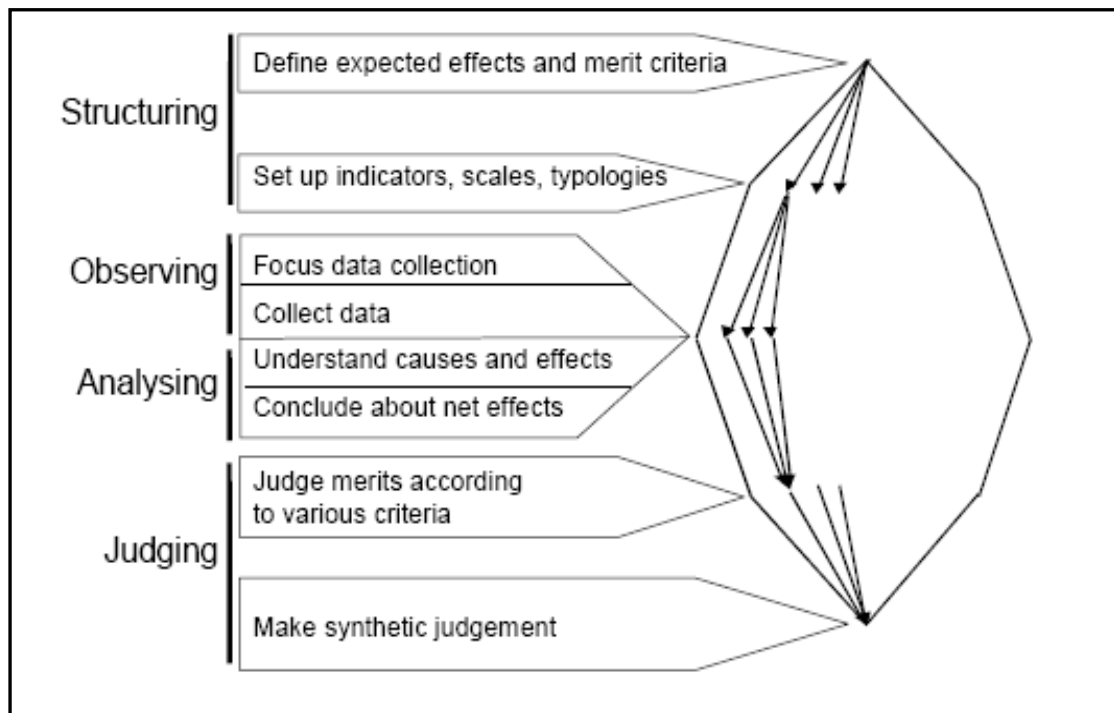 Structuring
Define expected effects and merit criteria
Set up indicators, scales, typologies
Observing
Focus data collection
Collect data
Analysing
Understand causes and effects
Conclude about net effects
Judging
Judge merits according
to various criteria
Make synthetic judgement